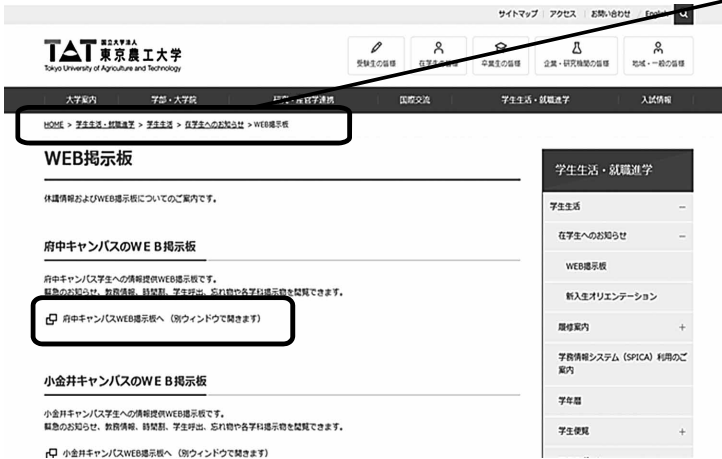 サイトマップ アクセス お問い合わせ English
国立大学法人
TAT 東京農工大学
Tokyo University of Agriculture and Technology
受験生の皆様 在学生の皆様 卒業生の皆様 企業・研究機関の皆様 地域・一般の皆様
大学案内 学部・大学院 研究・産官学連携 国際交流 学生生活・就職進学 入試情報
HOME > 学生生活・就職進学 > 学生生活 > 在学生へのお知らせ > WEB掲示板
WEB掲示板
休講情報およびWEB掲示板についてのご案内です。
府中キャンパスのWEB掲示板
府中キャンパス学生への情報提供WEB掲示板です。
緊急のお知らせ、教務情報、時間割、学生呼出、忘れ物や各学科掲示物を閲覧できます。
府中キャンパスWEB掲示板へ（別ウィンドウで開きます）
小金井キャンパスのWEB掲示板
小金井キャンパス学生への情報提供WEB掲示板です。
緊急のお知らせ、教務情報、時間割、学生呼出、忘れ物や各学科掲示物を閲覧できます。
小金井キャンパスWEB掲示板へ（別ウィンドウで開きます）
学生生活・就職進学
学生生活 −
在学生へのお知らせ −
WEB掲示板
新入生オリエンテーション
履修案内 +
学務情報システム（SPICA）利用のご
案内
学年暦
学生便覧 +